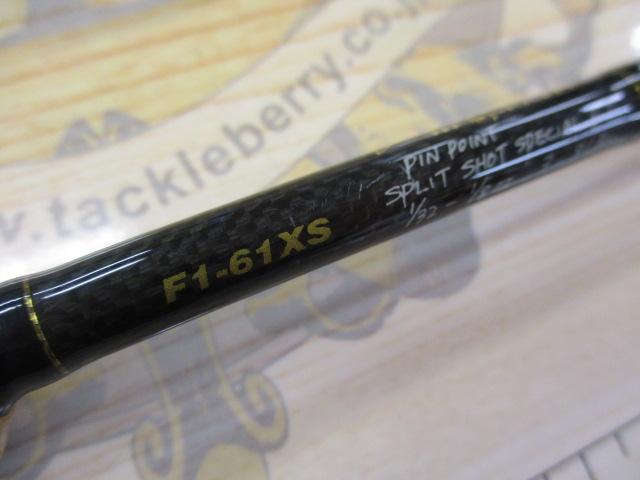 www.tackleberry.co.j
PIN POINT
SPLIT SHOT SPECIAL
F1-61XS